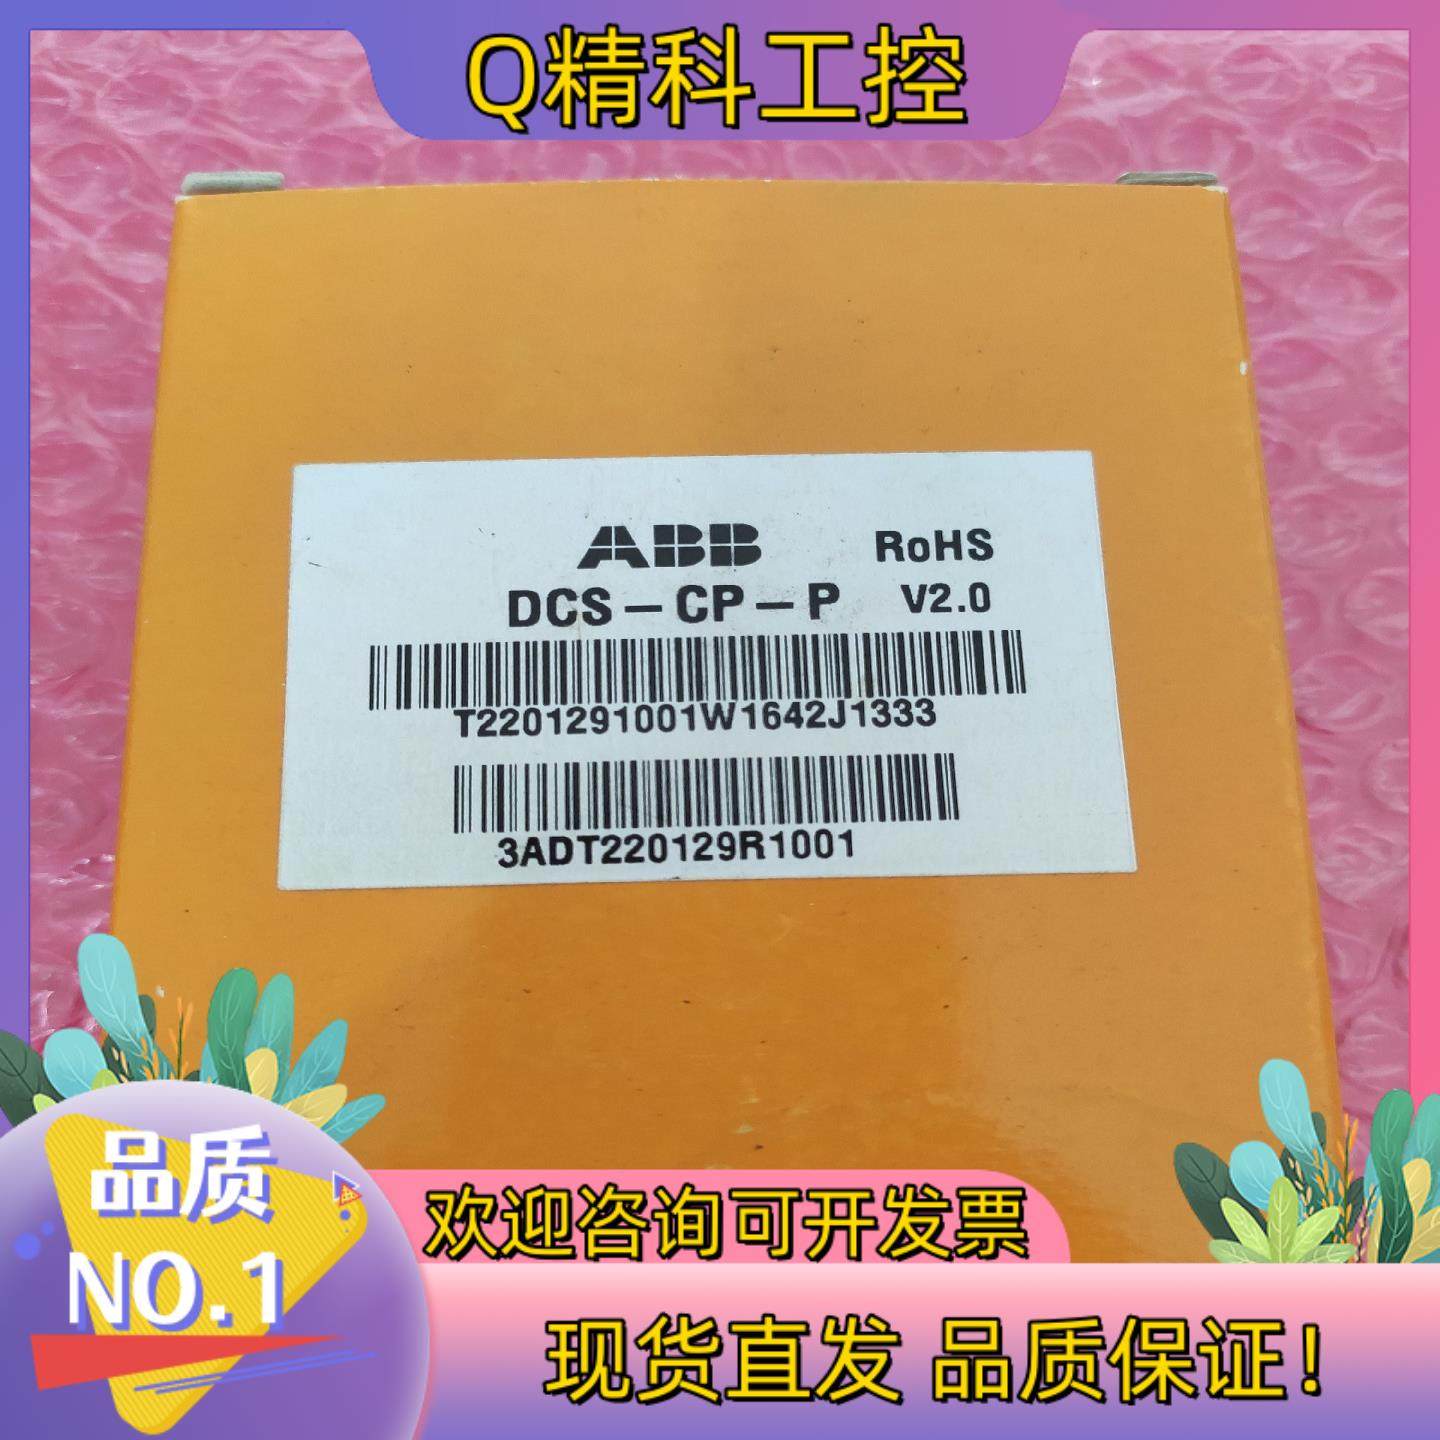 Q精科工控
ABB RoHS
DCS-CP-P V2.0
T2201291001W1642J1333
3ADT220129R1001
品质
NO.1
欢迎咨询可开发票
现货直发 品质保证！